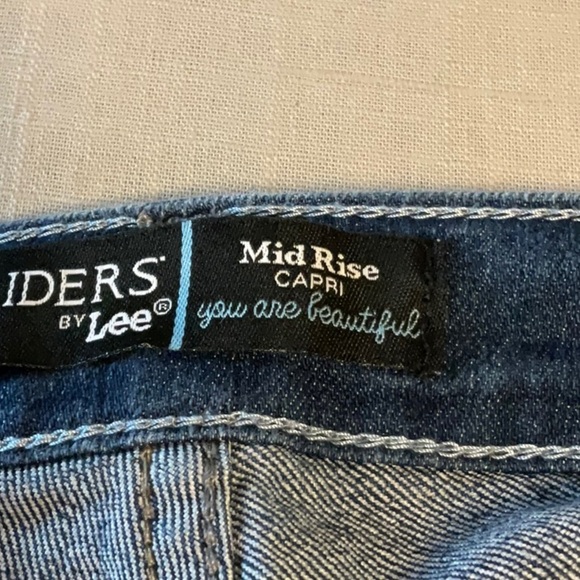 IDERS
BY Lee®
Mid Rise
CAPRI
you are beautiful